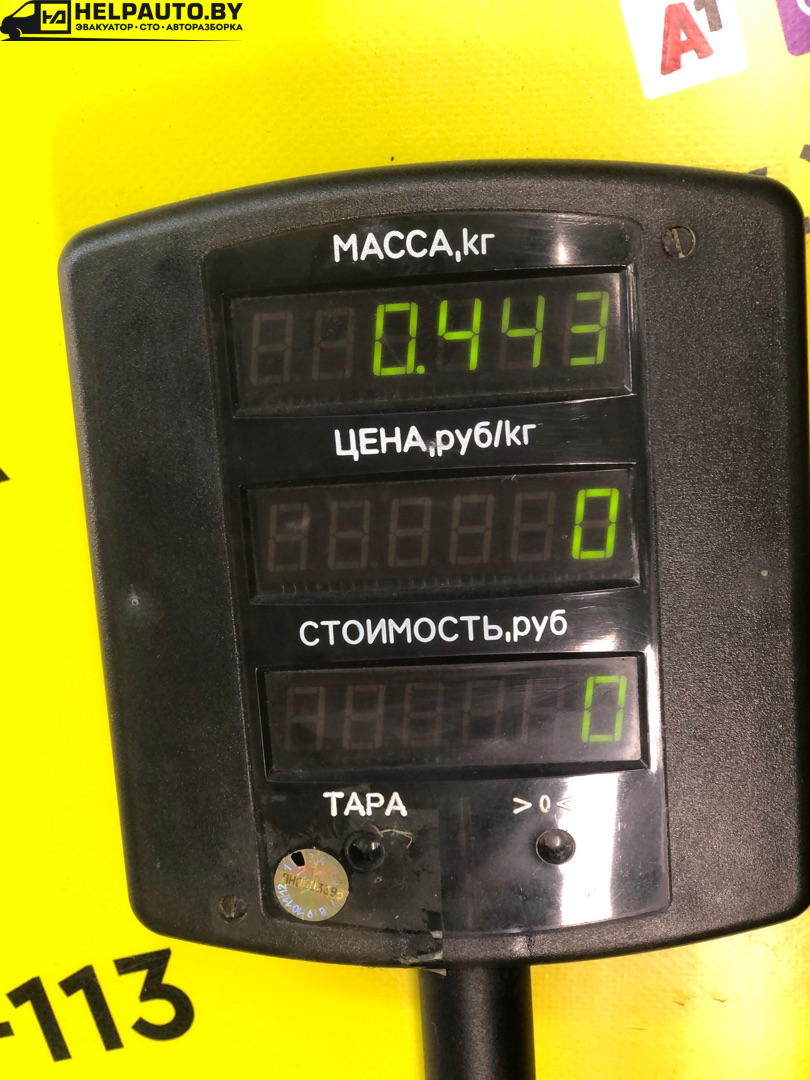 HELPAUTO.BY
ЭВАКУАТОР • СТО • АВТОРАЗБОРКА
A1
МАССА,кг
0.443
ЦЕНА,руб/кг
0
СТОИМОСТЬ,руб
0
ТАРА
>0<
-113